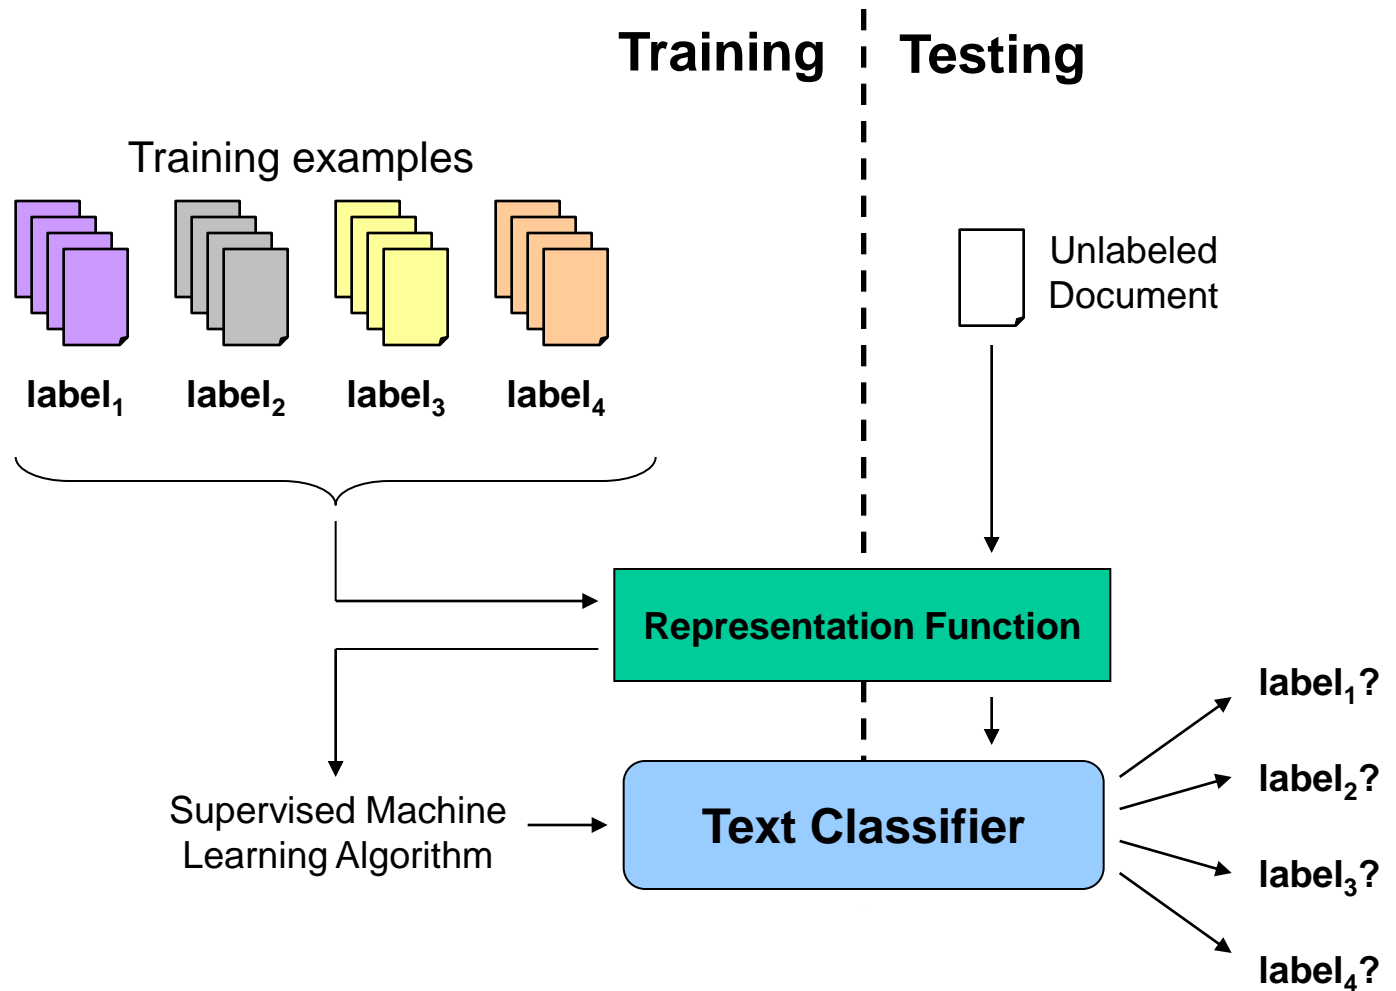 Training
Testing
Training examples
label₁
label₂
label₃
label₄
Unlabeled
Document
Representation Function
Supervised Machine
Learning Algorithm
Text Classifier
label₁?
label₂?
label₃?
label₄?